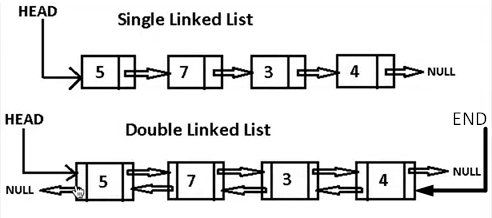 HEAD
Single Linked List
5 7 3 4 NULL
HEAD
Double Linked List
END
NULL
5 7 3 4
NULL